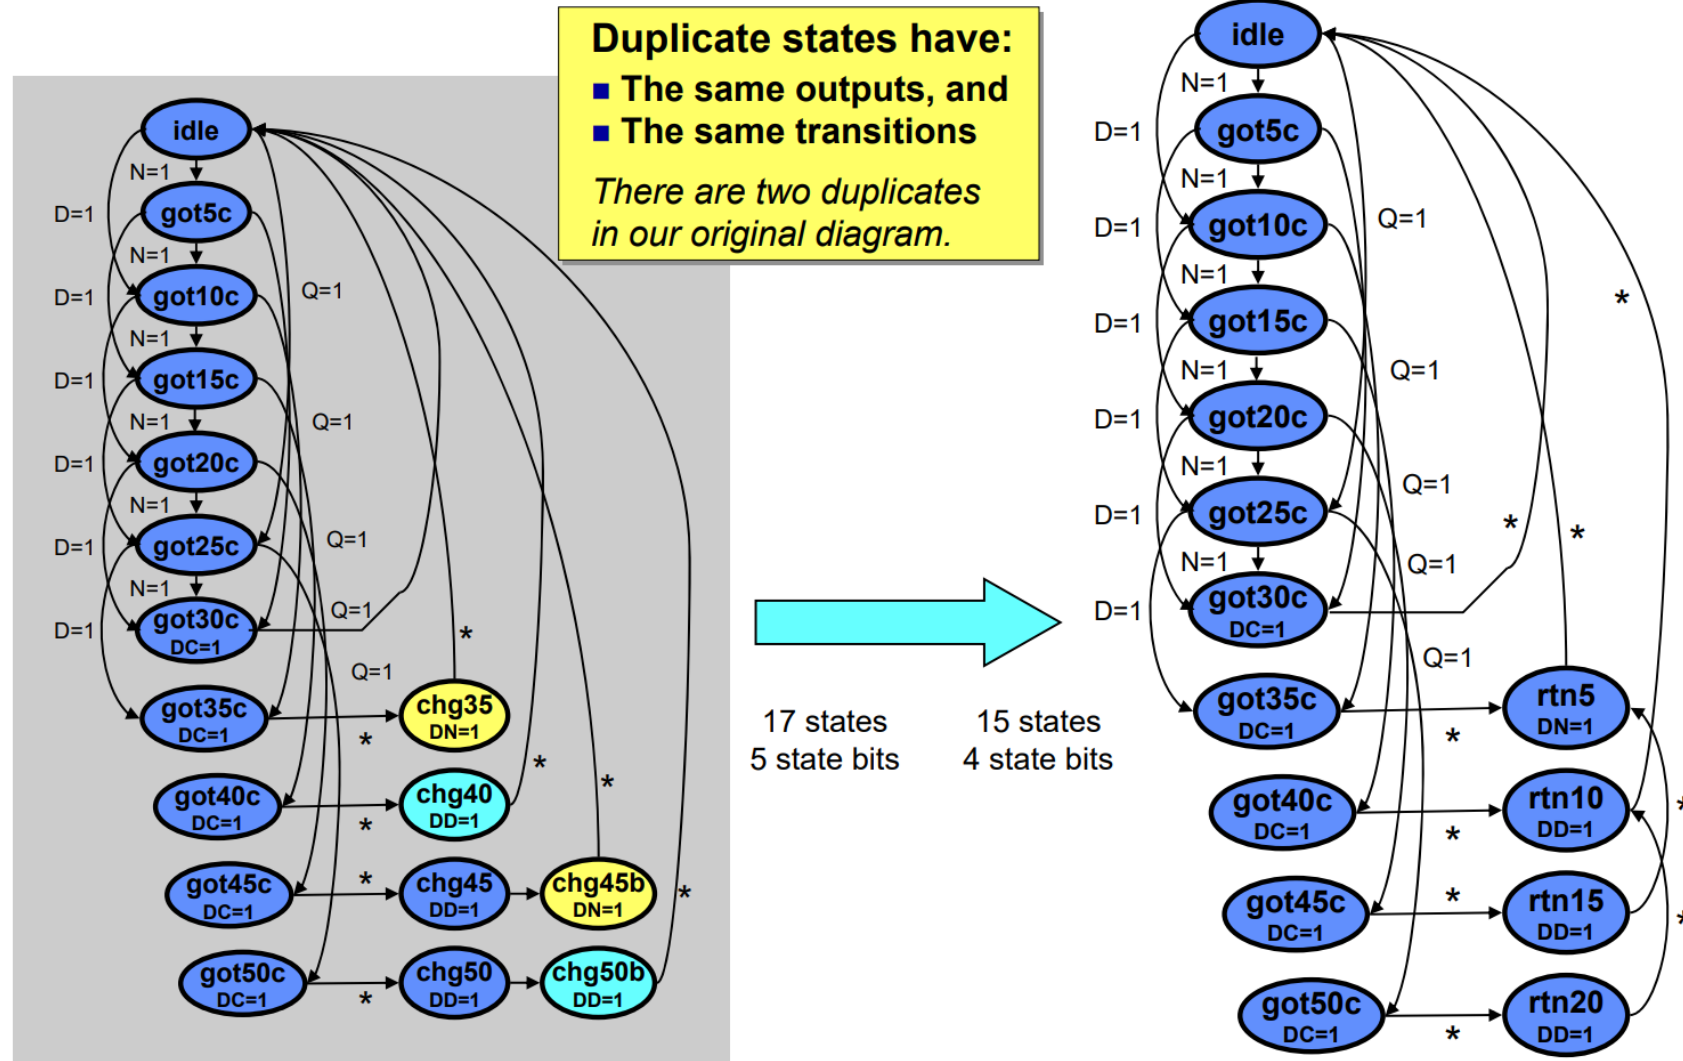 Duplicate states have:
The same outputs, and
The same transitions
There are two duplicates
in our original diagram.
idle
N=1
D=1
got5c
N=1
D=1
got10c
Q=1
N=1
D=1
got15c
N=1
Q=1
D=1
got20c
N=1
D=1
got25c
Q=1
N=1
D=1
got30c
DC=1
Q=1
*
Q=1
got35c
DC=1
*
chg35
DN=1
*
*
got40c
DC=1
*
chg40
DD=1
got45c
DC=1
*
chg45
DD=1
chg45b
DN=1
*
got50c
DC=1
*
chg50
DD=1
chg50b
DD=1
17 states
5 state bits
15 states
4 state bits
idle
N=1
D=1
got5c
N=1
D=1
got10c
Q=1
N=1
D=1
got15c
*
N=1
Q=1
D=1
got20c
N=1
Q=1
D=1
got25c
*
*
N=1
Q=1
D=1
got30c
DC=1
Q=1
got35c
DC=1
*
rtn5
DN=1
got40c
DC=1
*
rtn10
DD=1
*
got45c
DC=1
*
rtn15
DD=1
*
got50c
DC=1
*
rtn20
DD=1